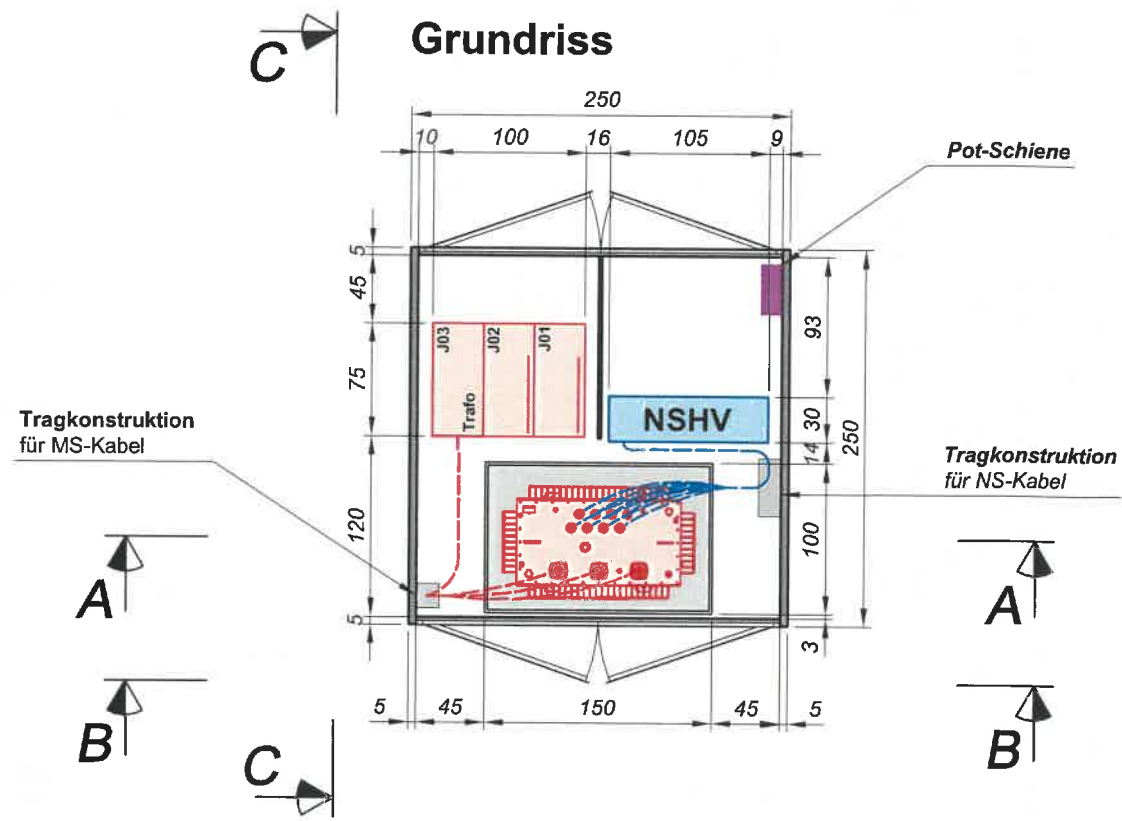 Grundriss
C
250
10
100
16
105
9
Pot-Schiene
5
45
75
120
5
J03
J02
J01
Trafo
NSHV
93
30
14
100
3
250
Tragkonstruktion
für MS-Kabel
Tragkonstruktion
für NS-Kabel
A
A
B
B
5
45
150
45
5
C